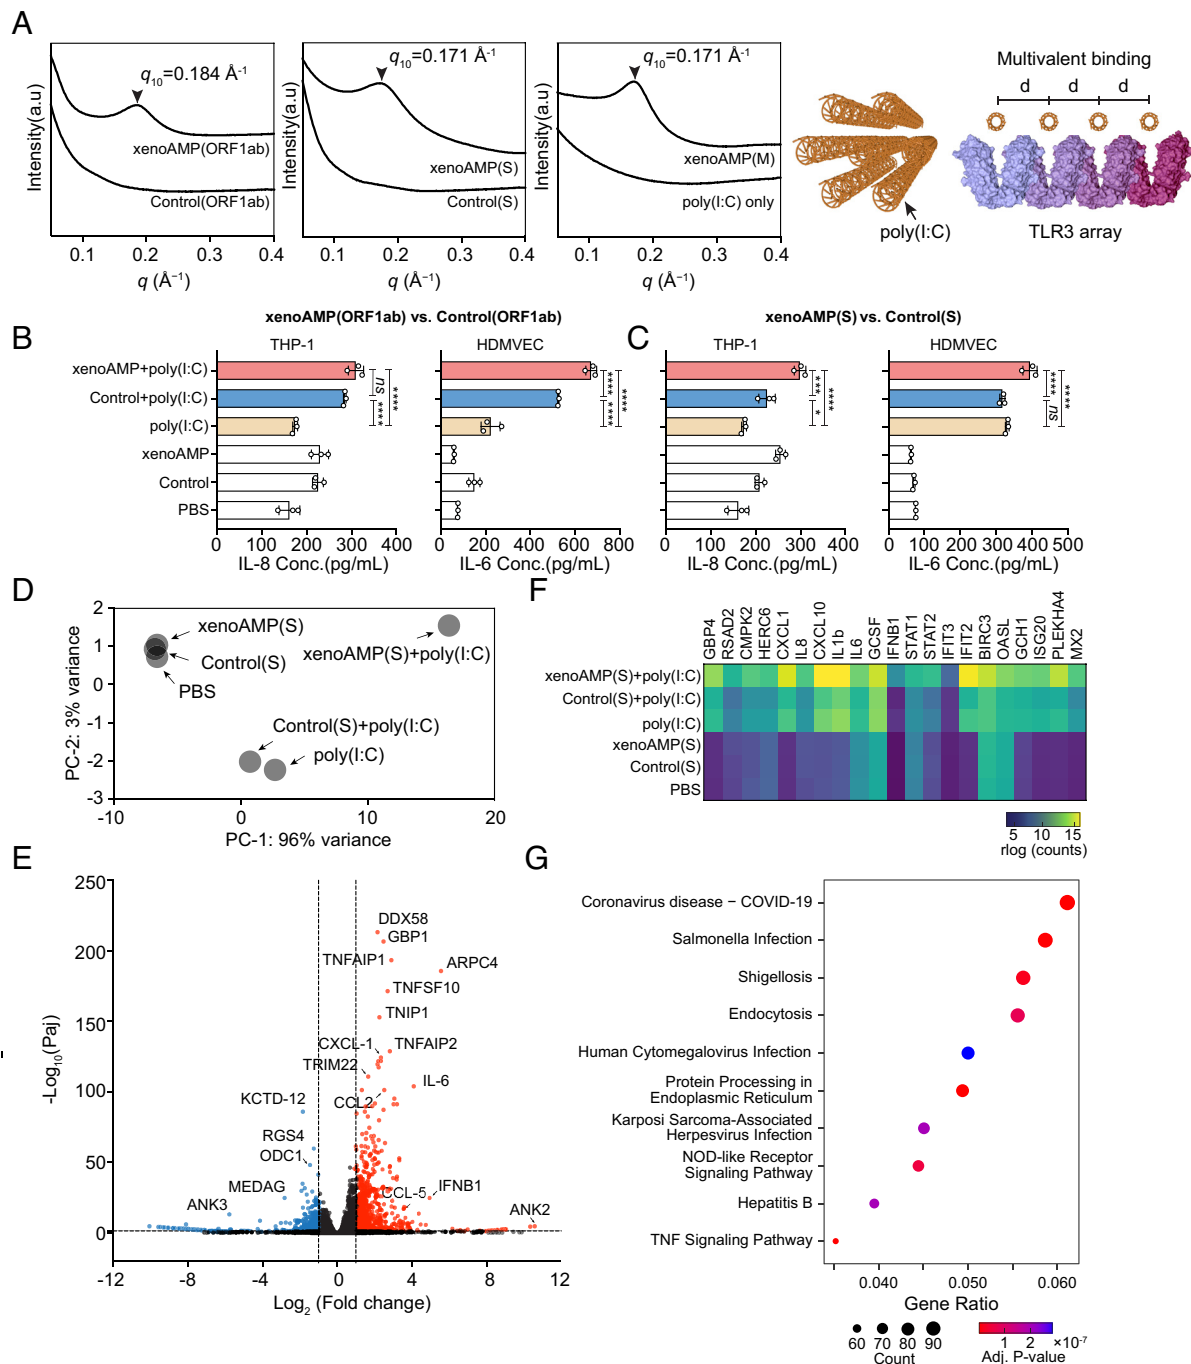 A
Intensity(a.u)
q10=0.184 Å-1
xenoAMP(ORF1ab)
Control(ORF1ab)
0.1 0.2 0.3 0.4
q (Å−1)
Intensity(a.u)
q10=0.171 Å-1
xenoAMP(S)
Control(S)
0.1 0.2 0.3 0.4
q (Å−1)
Intensity(a.u)
q10=0.171 Å-1
xenoAMP(M)
poly(I:C) only
0.1 0.2 0.3 0.4
q (Å−1)
poly(I:C)
Multivalent binding
d d d
TLR3 array
xenoAMP(ORF1ab) vs. Control(ORF1ab)
B
THP-1
xenoAMP+poly(I:C)
Control+poly(I:C)
poly(I:C)
xenoAMP
Control
PBS
ns
****
****
0 100 200 300 400
IL-8 Conc.(pg/mL)
HDMVEC
****
****
****
0 200 400 600 800
IL-6 Conc.(pg/mL)
xenoAMP(S) vs. Control(S)
C
THP-1
***
*
****
0 100 200 300 400
IL-8 Conc.(pg/mL)
HDMVEC
****
ns
****
0 100 200 300 400 500
IL-6 Conc.(pg/mL)
D
PC-2: 3% variance
2
1
0
-1
-2
-3
xenoAMP(S)
Control(S)
PBS
xenoAMP(S)+poly(I:C)
Control(S)+poly(I:C)
poly(I:C)
-10 0 10 20
PC-1: 96% variance
F
GBP4
RSAD2
CMPK2
HERC6
CXCL1
IL8
CXCL10
IL1b
IL6
GCSF
IFNB1
STAT1
STAT2
IFIT3
IFIT2
BIRC3
OASL
GCH1
ISG20
PLEKHA4
MX2
xenoAMP(S)+poly(I:C)
Control(S)+poly(I:C)
poly(I:C)
xenoAMP(S)
Control(S)
PBS
5 10 15
rlog (counts)
E
-Log10(Paj)
250
200
150
100
50
0
DDX58
GBP1
TNFAIP1
ARPC4
TNFSF10
TNIP1
CXCL-1
TNFAIP2
TRIM22
IL-6
KCTD-12
CCL2
RGS4
ODC1
MEDAG
CCL-5
IFNB1
ANK3
ANK2
-12 -8 -4 0 4 8 12
Log2 (Fold change)
G
Coronavirus disease − COVID-19
Salmonella Infection
Shigellosis
Endocytosis
Human Cytomegalovirus Infection
Protein Processing in
Endoplasmic Reticulum
Karposi Sarcoma-Associated
Herpesvirus Infection
NOD-like Receptor
Signaling Pathway
Hepatitis B
TNF Signaling Pathway
0.040 0.050 0.060
Gene Ratio
60 70 80 90
Count
1 2 ×10-7
Adj. P-value